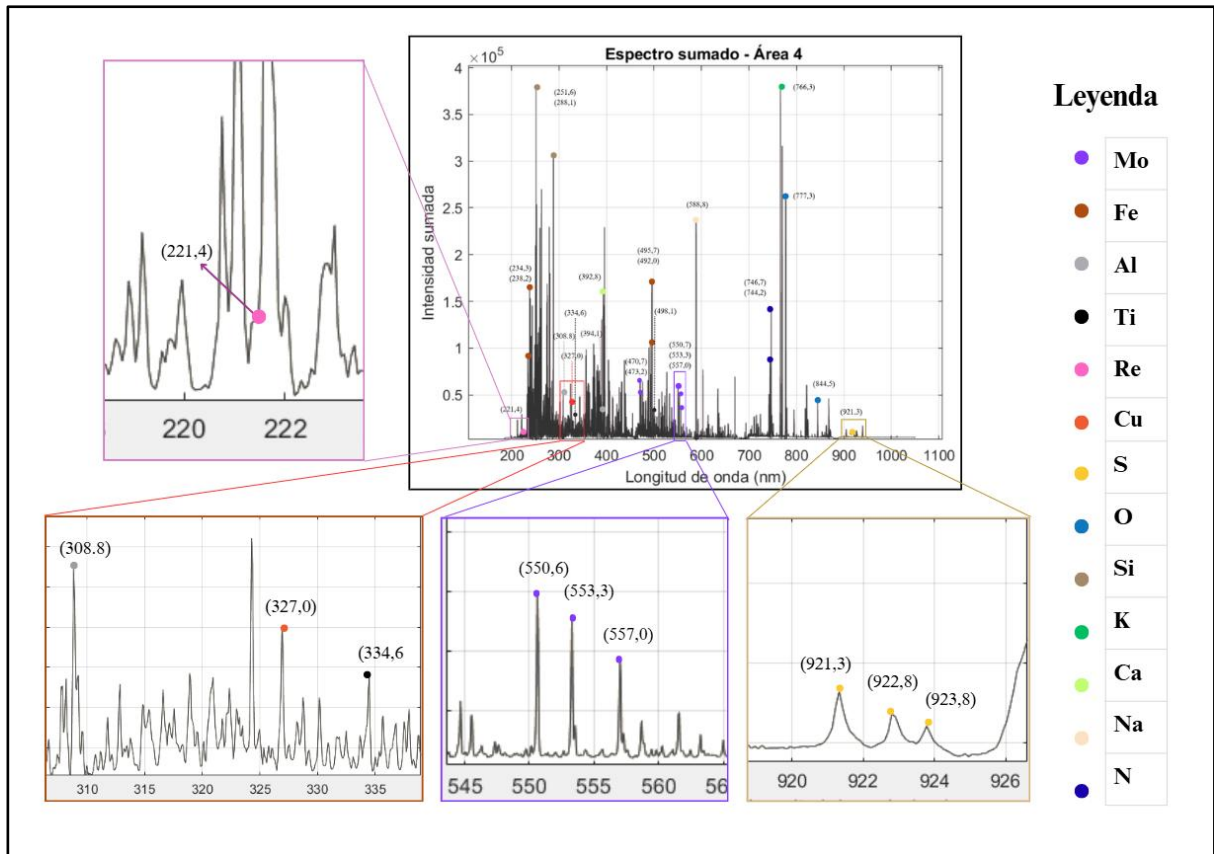 Espectro sumado - Área 4
×10⁵
4
3.5
3
2.5
2
1.5
1
0.5
Intensidad sumada
200 300 400 500 600 700 800 900 1000 1100
Longitud de onda (nm)
(251,6)
(288,1)
(766,3)
(777,3)
(588,8)
(495,7)
(492,0)
(392,8)
(234,3)
(238,2)
(334,6)
(308.8)
(327,0)
(394,1)
(498,1)
(746,7)
(744,2)
(470,7)
(473,2)
(550,7)
(553,3)
(557,0)
(844,5)
(221,4)
(921,3)
(221,4)
220 222
(308.8)
(327,0)
(334,6
310 315 320 325 330 335
(550,6)
(553,3)
(557,0)
545 550 555 560 56
(921,3)
(922,8)
(923,8)
920 922 924 926
Leyenda
Mo
Fe
Al
Ti
Re
Cu
S
O
Si
K
Ca
Na
N